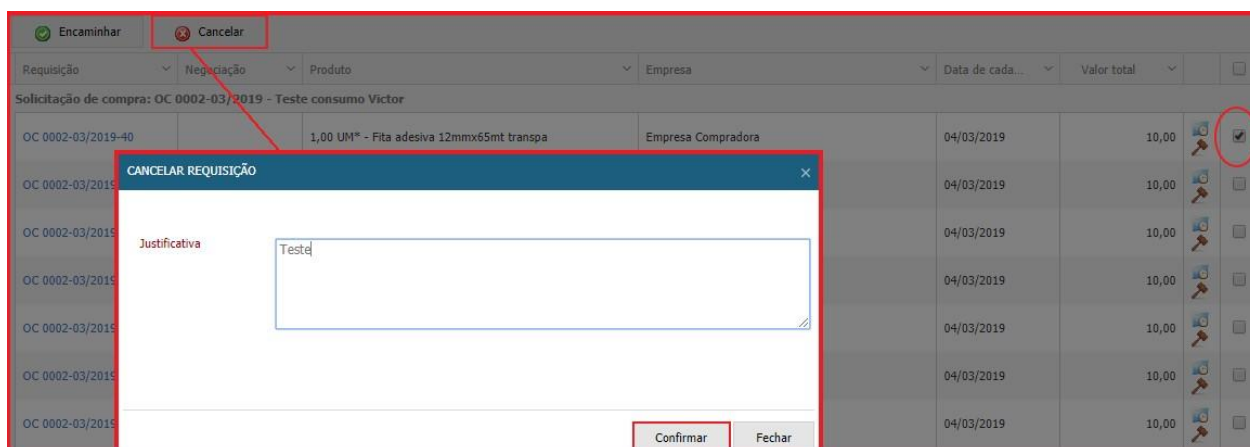 Encaminhar Cancelar
Requisição Negociação Produto Empresa Data de cada... Valor total
Solicitação de compra: OC 0002-03/2019 - Teste consumo Victor
OC 0002-03/2019-40 1,00 UM* - Fita adesiva 12mmx65mt transpa Empresa Compradora 04/03/2019 10,00
CANCELAR REQUISIÇÃO ×
OC 0002-03/2019 04/03/2019 10,00
OC 0002-03/2019 04/03/2019 10,00
Justificativa Teste
OC 0002-03/2019 04/03/2019 10,00
OC 0002-03/2019 04/03/2019 10,00
OC 0002-03/2019 04/03/2019 10,00
OC 0002-03/2019 04/03/2019 10,00
Confirmar Fechar